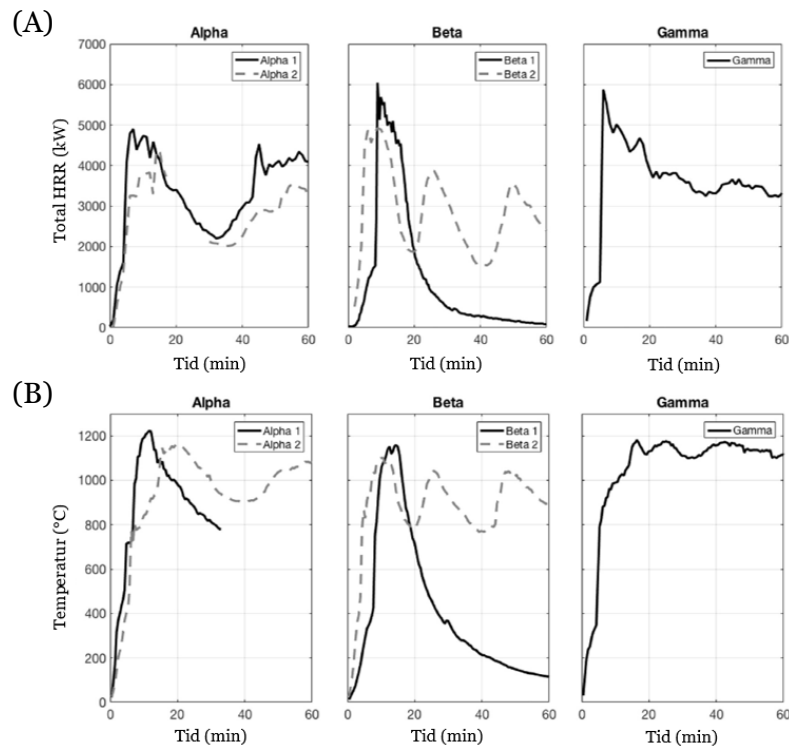 (A)
Alpha
Beta
Gamma
7000
6000
5000
4000
3000
2000
1000
0
Total HRR (kW)
Alpha 1
Alpha 2
Beta 1
Beta 2
Gamma
0 20 40 60
0 20 40 60
0 20 40 60
Tid (min)
Tid (min)
Tid (min)
(B)
Alpha
Beta
Gamma
1200
1000
800
600
400
200
0
Temperatur (°C)
Alpha 1
Alpha 2
Beta 1
Beta 2
Gamma
0 20 40 60
0 20 40 60
0 20 40 60
Tid (min)
Tid (min)
Tid (min)